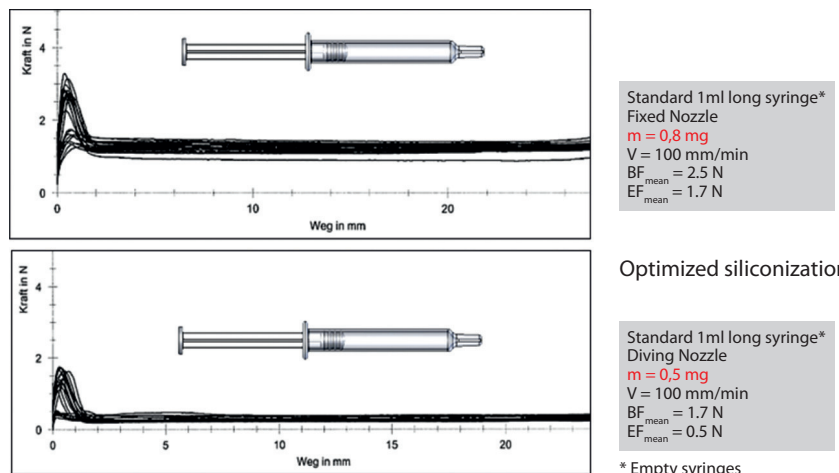 Kraft in N
4
2
0
0
10
20
Weg in mm
Standard 1ml long syringe*
Fixed Nozzle
m = 0,8 mg
V = 100 mm/min
BFmean = 2.5 N
EFmean = 1.7 N
Kraft in N
4
2
0
0
5
10
15
20
Weg in mm
Optimized siliconization
Standard 1ml long syringe*
Diving Nozzle
m = 0,5 mg
V = 100 mm/min
BFmean = 1.7 N
EFmean = 0.5 N
* Empty syringes